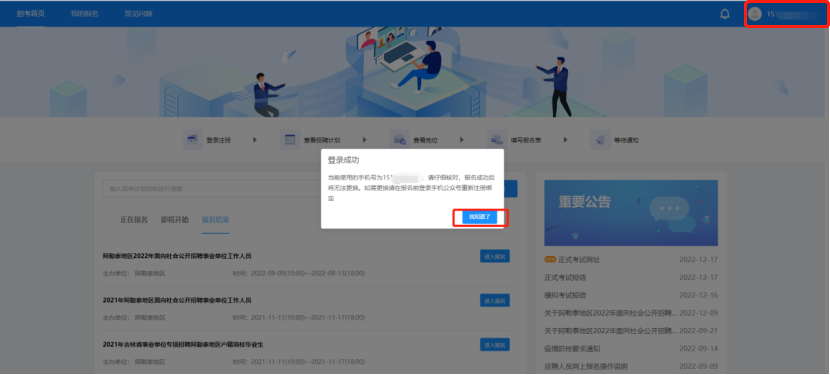 招考首页 我的报名 常见问题
15
登录注册 查看招聘计划 查看岗位 填写报名表 等待通知
登录成功
当前使用的手机号为151 ，请仔细核对，报名成功后
将无法更换。如需更换请在报名前登录手机公众号重新注册绑
定
我知道了
输入招考计划名称进行搜索
正在报名 即将开始 报名结束
阿勒泰地区2022年面向社会公开招聘事业单位工作人员
进入报名
主办单位： 阿勒泰地区 时间：2022-09-09(10:00)—2022-09-15(18:00)
2021年阿勒泰地区面向社会公开招聘事业单位工作人员
进入报名
主办单位： 阿勒泰地区 时间：2021-11-11(10:00)—2021-11-17(18:00)
2021年吉林省事业单位专项招聘阿勒泰地区户籍高校毕业生
进入报名
主办单位： 阿勒泰地区 时间：2021-11-11(10:00)—2021-11-17(18:00)
重要公告
正式考试网址 2022-12-17
正式考试短信 2022-12-17
模拟考试短信 2022-12-16
关于阿勒泰地区2022年面向社会公开招聘... 2022-12-09
关于阿勒泰地区2022年面向社会公开招聘... 2022-09-21
疫情防控要求通知 2022-09-14
应聘人员网上报名操作说明 2022-09-09